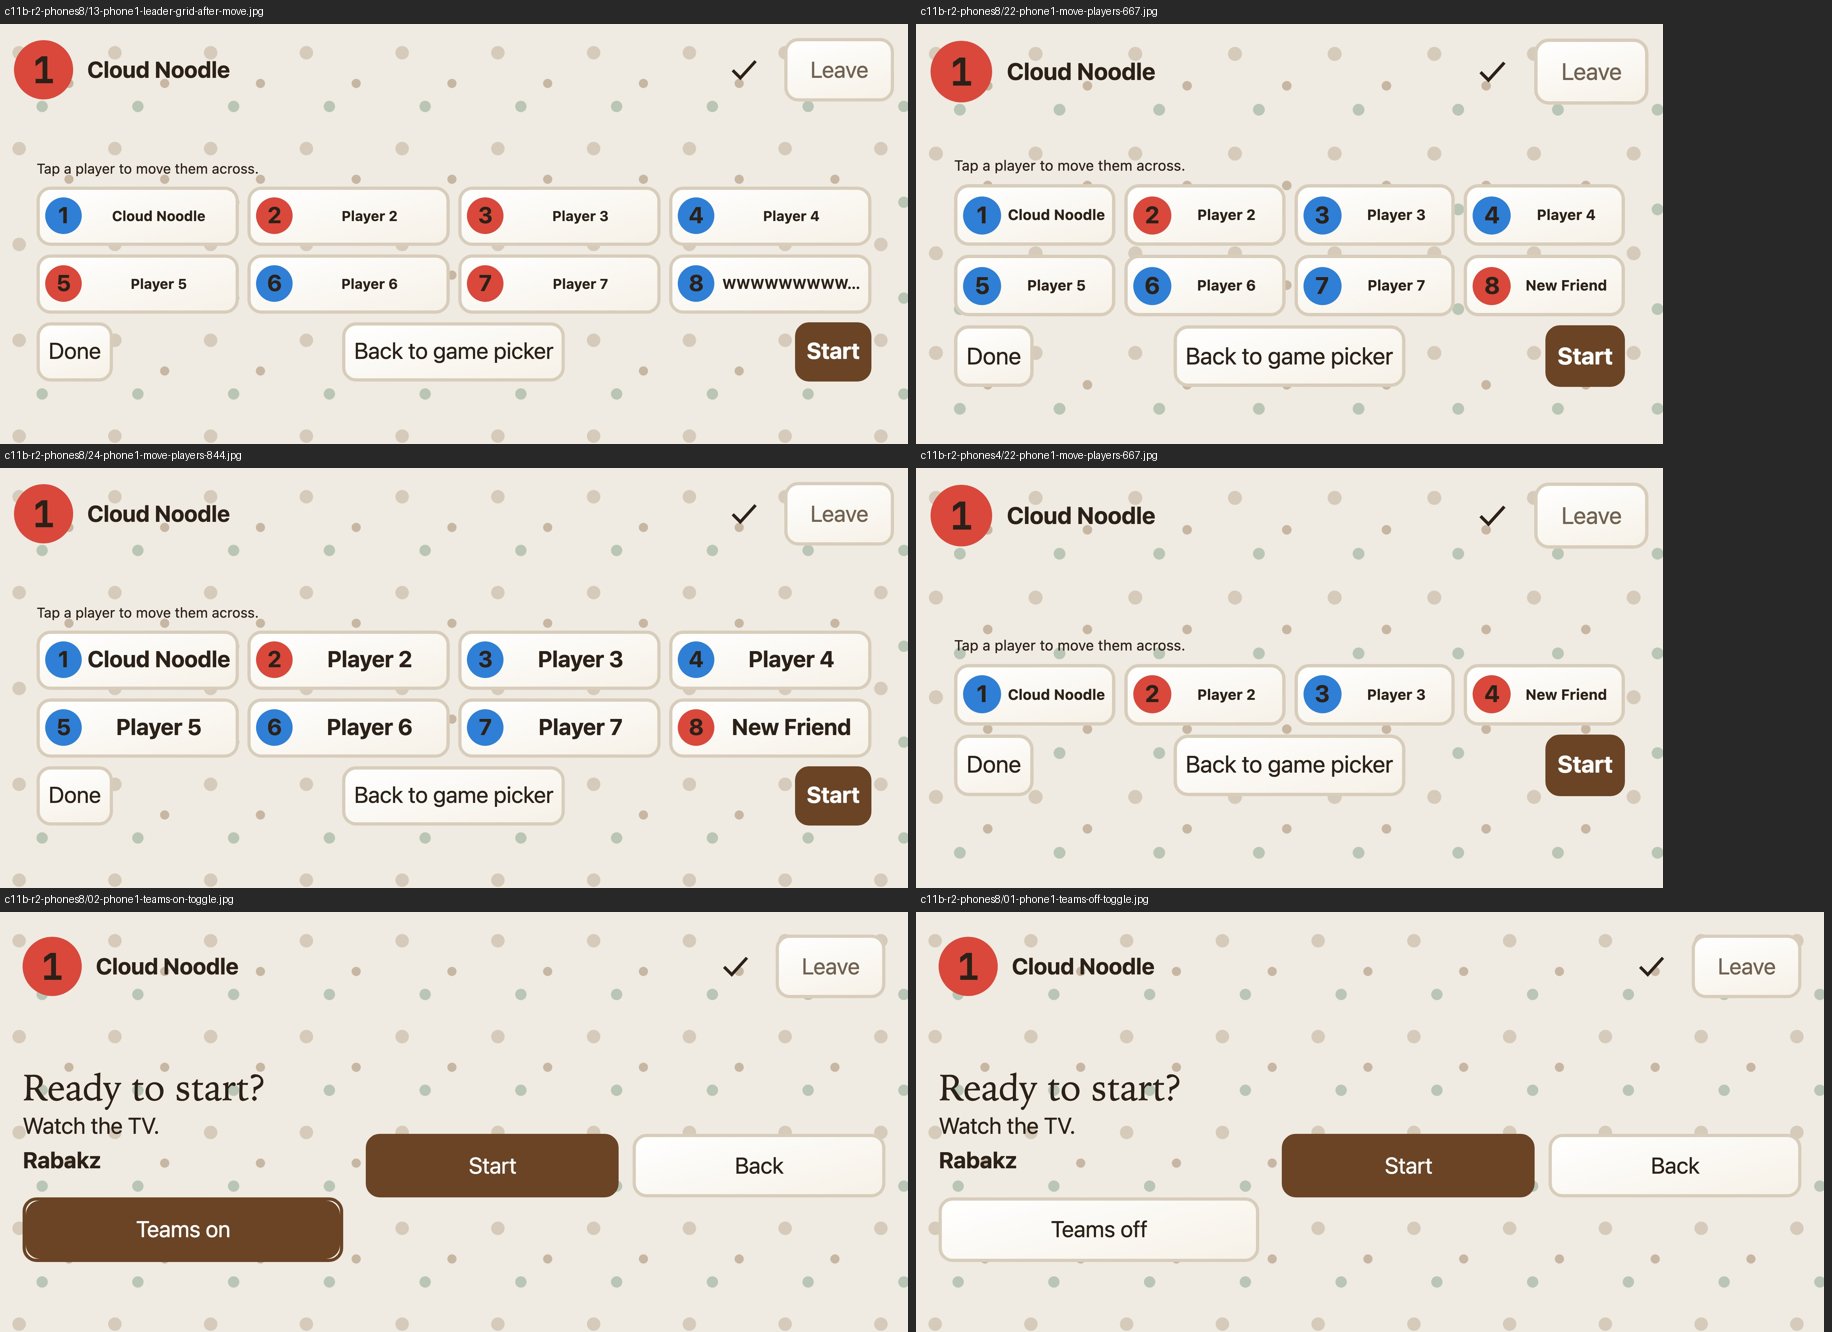 c11b-r2-phones8/13-phone1-leader-grid-after-move.jpg
1 Cloud Noodle Leave
Tap a player to move them across.
1 Cloud Noodle 2 Player 2 3 Player 3 4 Player 4
5 Player 5 6 Player 6 7 Player 7 8 WWWWWWWWWW...
Done Back to game picker Start
c11b-r2-phones8/22-phone1-move-players-667.jpg
1 Cloud Noodle Leave
Tap a player to move them across.
1 Cloud Noodle 2 Player 2 3 Player 3 4 Player 4
5 Player 5 6 Player 6 7 Player 7 8 New Friend
Done Back to game picker Start
c11b-r2-phones8/24-phone1-move-players-844.jpg
1 Cloud Noodle Leave
Tap a player to move them across.
1 Cloud Noodle 2 Player 2 3 Player 3 4 Player 4
5 Player 5 6 Player 6 7 Player 7 8 New Friend
Done Back to game picker Start
c11b-r2-phones4/22-phone1-move-players-667.jpg
1 Cloud Noodle Leave
Tap a player to move them across.
1 Cloud Noodle 2 Player 2 3 Player 3 4 New Friend
Done Back to game picker Start
c11b-r2-phones8/02-phone1-teams-on-toggle.jpg
1 Cloud Noodle Leave
Ready to start?
Watch the TV.
Rabakz
Start Back
Teams on
c11b-r2-phones8/01-phone1-teams-off-toggle.jpg
1 Cloud Noodle Leave
Ready to start?
Watch the TV.
Rabakz
Start Back
Teams off